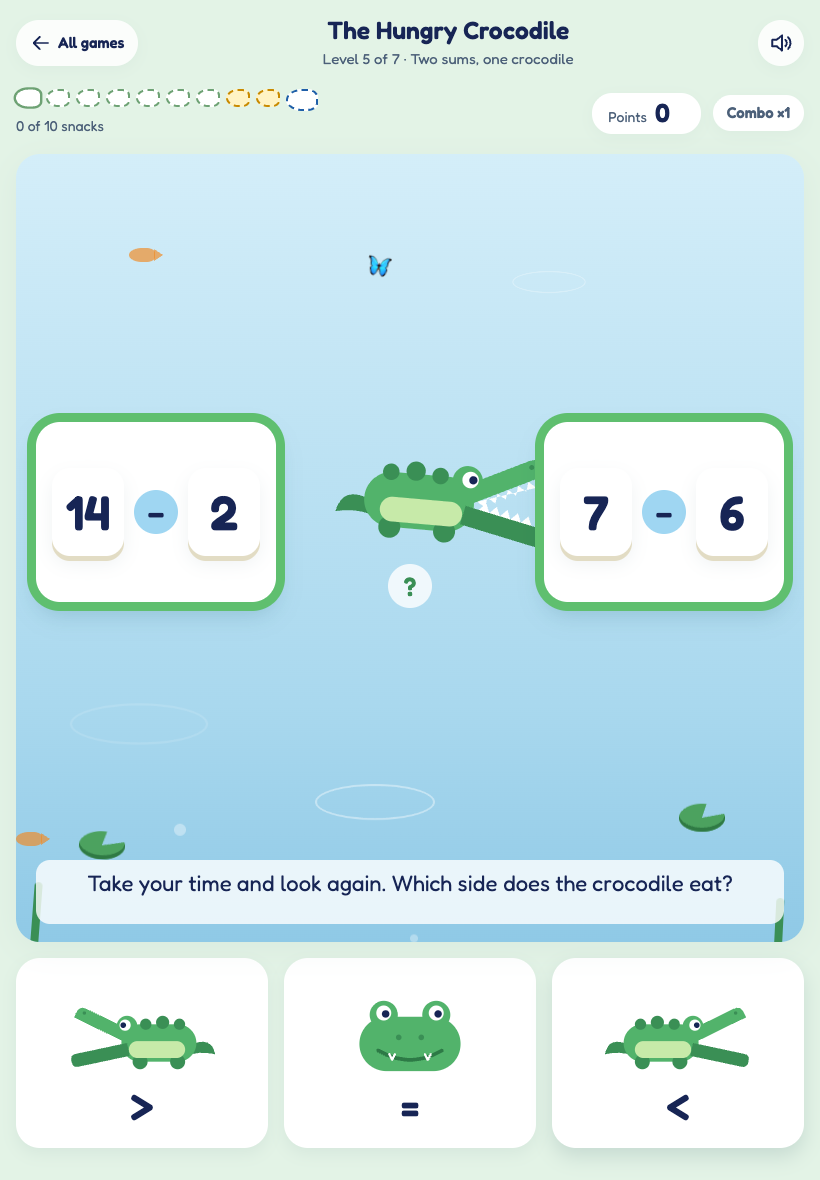 All games
The Hungry Crocodile
Level 5 of 7 · Two sums, one crocodile
0 of 10 snacks
Points 0
Combo ×1
14 - 2
7 - 6
?
Take your time and look again. Which side does the crocodile eat?
>
=
<